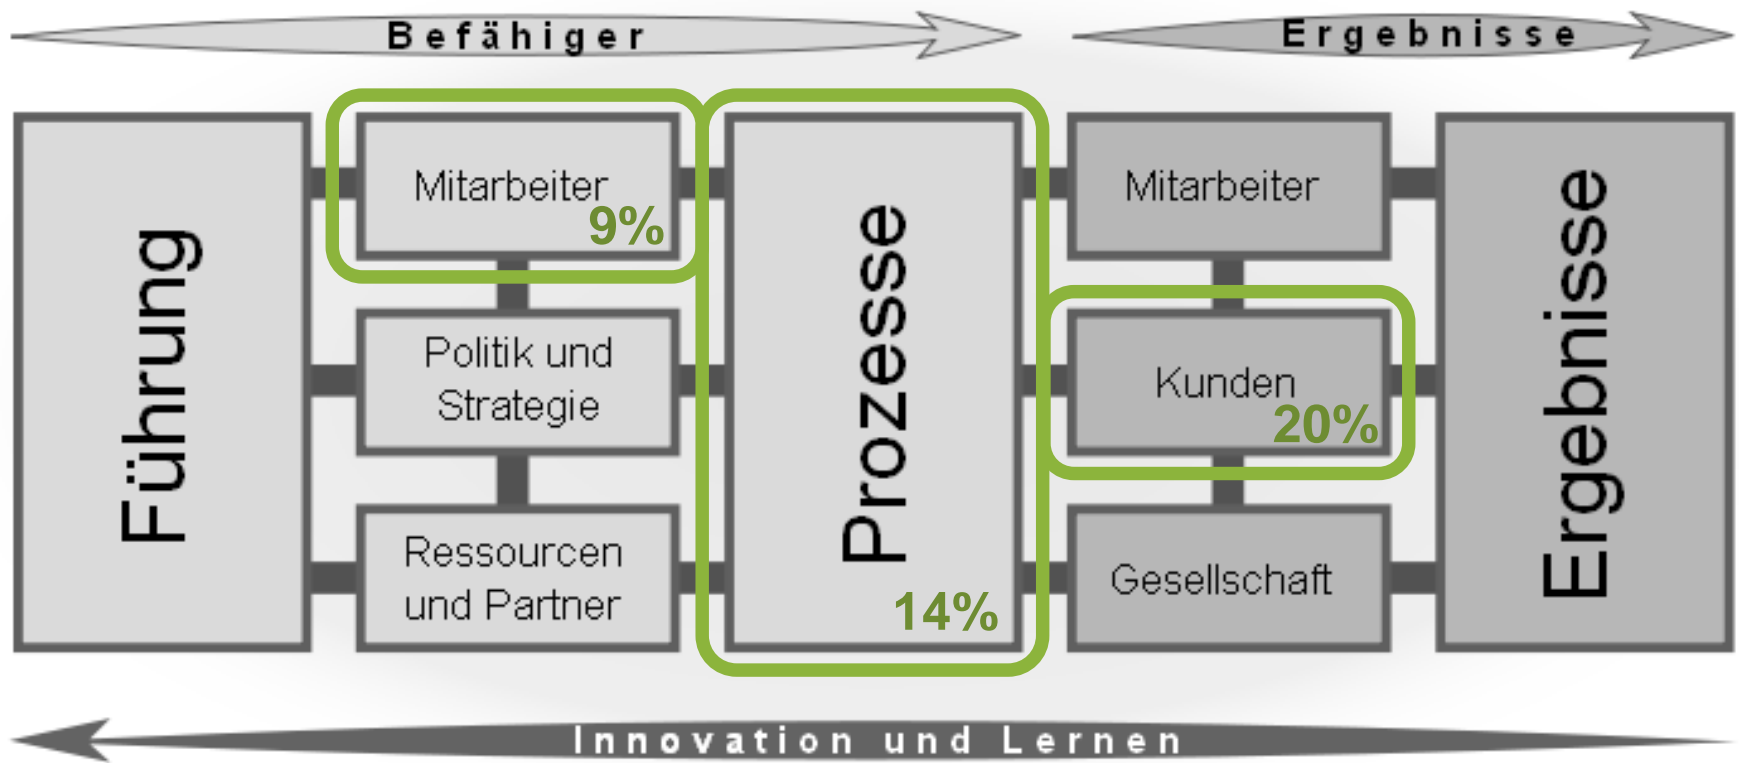 Befähiger
Ergebnisse
Führung
Mitarbeiter
9%
Politik und
Strategie
Ressourcen
und Partner
Prozesse
14%
Mitarbeiter
Kunden
20%
Gesellschaft
Ergebnisse
Innovation und Lernen